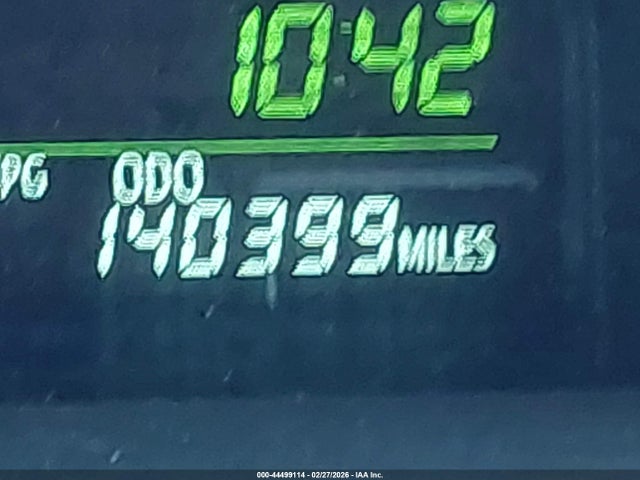 10:42
PG ODO
140399 MILES
000-44499114 - 02/27/2026 - IAA Inc.